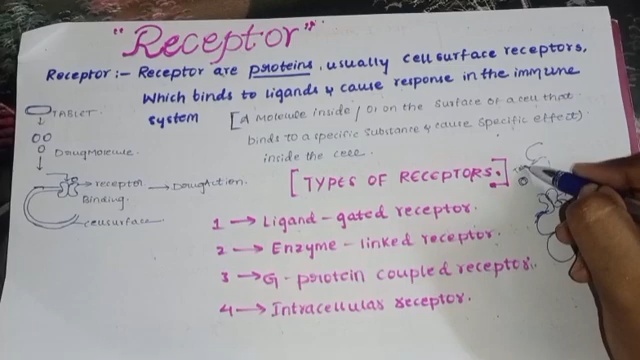 "Receptor"
Receptor :- Receptor are proteins, usually cell surface receptors,
Which binds to ligands & cause response in the immune
system [A Molecule inside / or on the surface of a cell that
binds to a specific substance & cause specific effect)
inside the cell.
TABLET
Drug Molecule.
receptor → Drug Action.
Binding.
cell surface.
[TYPES OF RECEPTORS.]
1 → Ligand-gated receptor.
2 → Enzyme-linked receptor.
3 → G-protein coupled receptor.
4 → Intracellular receptor.